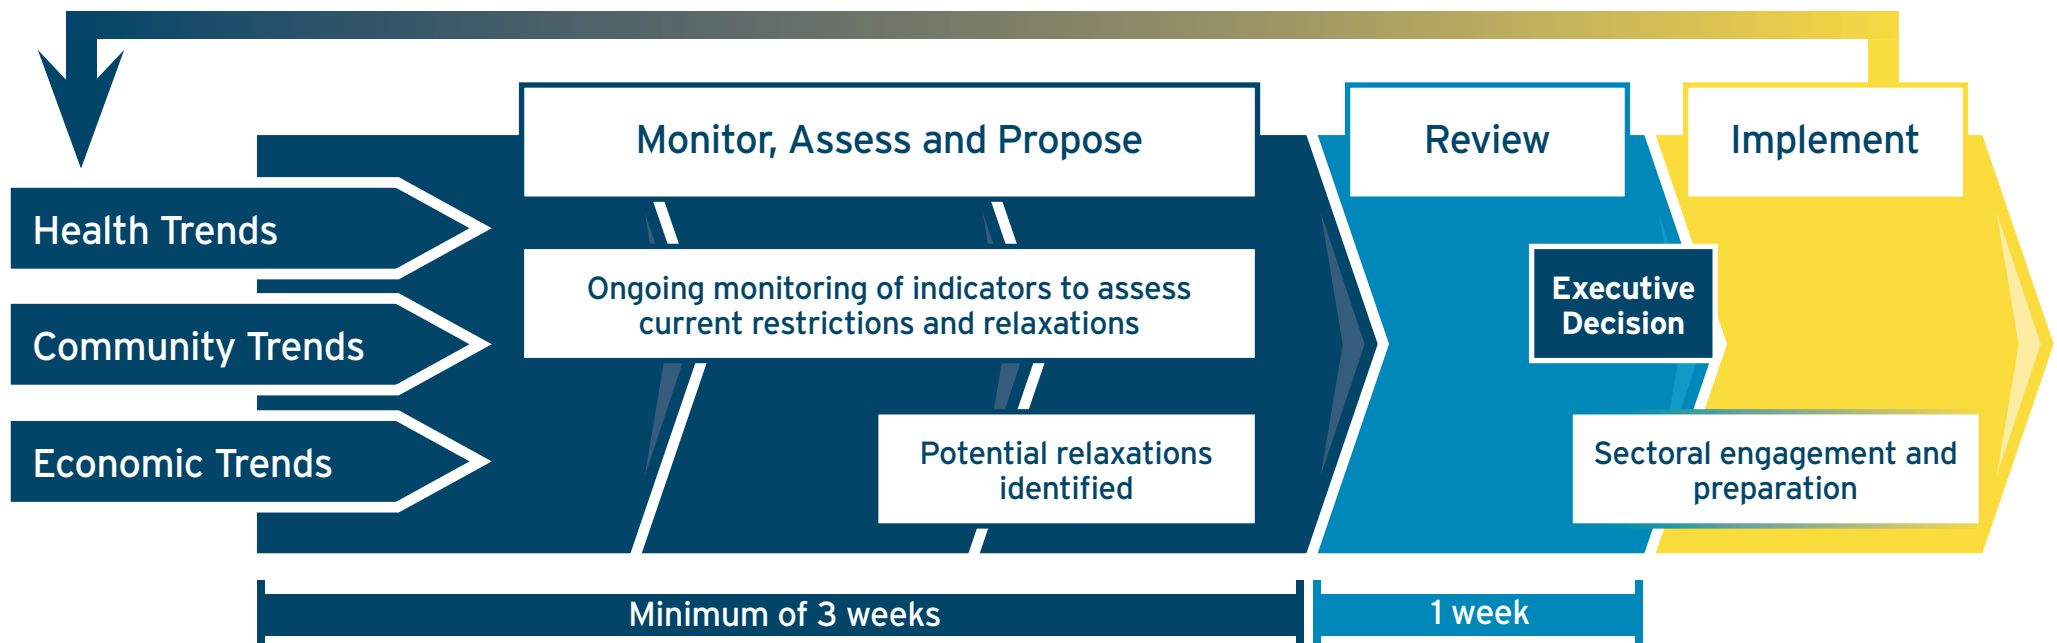 Monitor, Assess and Propose
Review
Implement
Health Trends
Community Trends
Economic Trends
Ongoing monitoring of indicators to assess
current restrictions and relaxations
Executive
Decision
Potential relaxations
identified
Sectoral engagement and
preparation
Minimum of 3 weeks
1 week